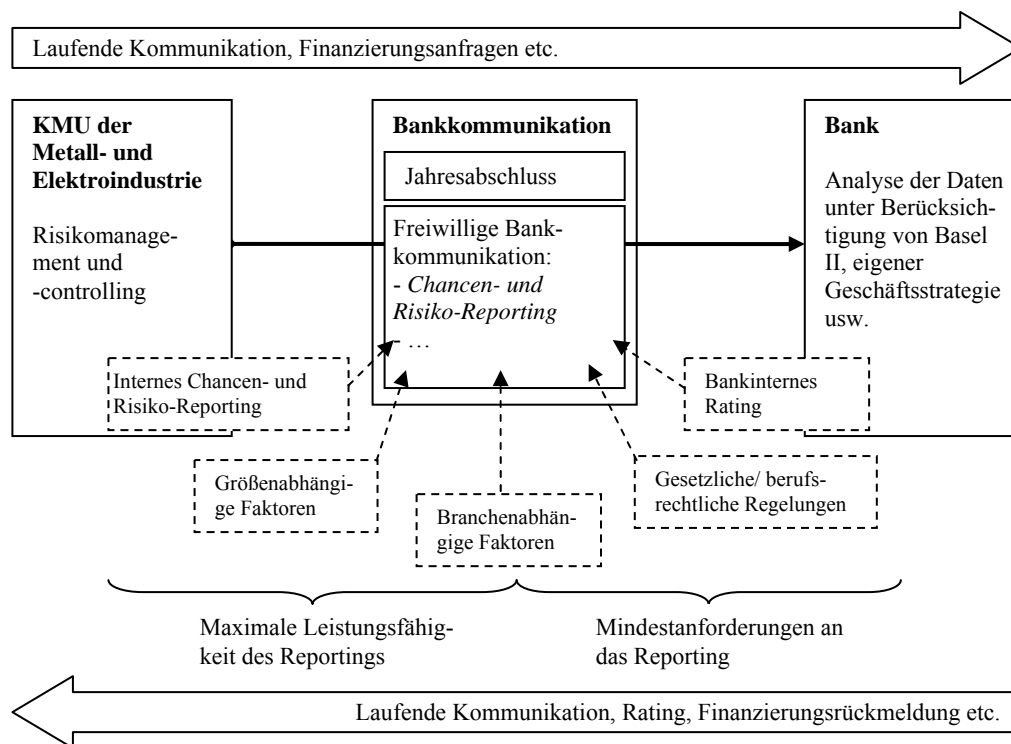 Laufende Kommunikation, Finanzierungsanfragen etc.
KMU der
Metall- und
Elektroindustrie
Risikomanage-
ment und
-controlling
Bankkommunikation
Jahresabschluss
Freiwillige Bank-
kommunikation:
- Chancen- und
Risiko-Reporting
- …
Bank
Analyse der Daten
unter Berücksich-
tigung von Basel
II, eigener
Geschäftsstrategie
usw.
Internes Chancen- und
Risiko-Reporting
Bankinternes
Rating
Größenabhängi-
ge Faktoren
Branchenabhän-
gige Faktoren
Gesetzliche/ berufs-
rechtliche Regelungen
Maximale Leistungsfähig-
keit des Reportings
Mindestanforderungen an
das Reporting
Laufende Kommunikation, Rating, Finanzierungsrückmeldung etc.